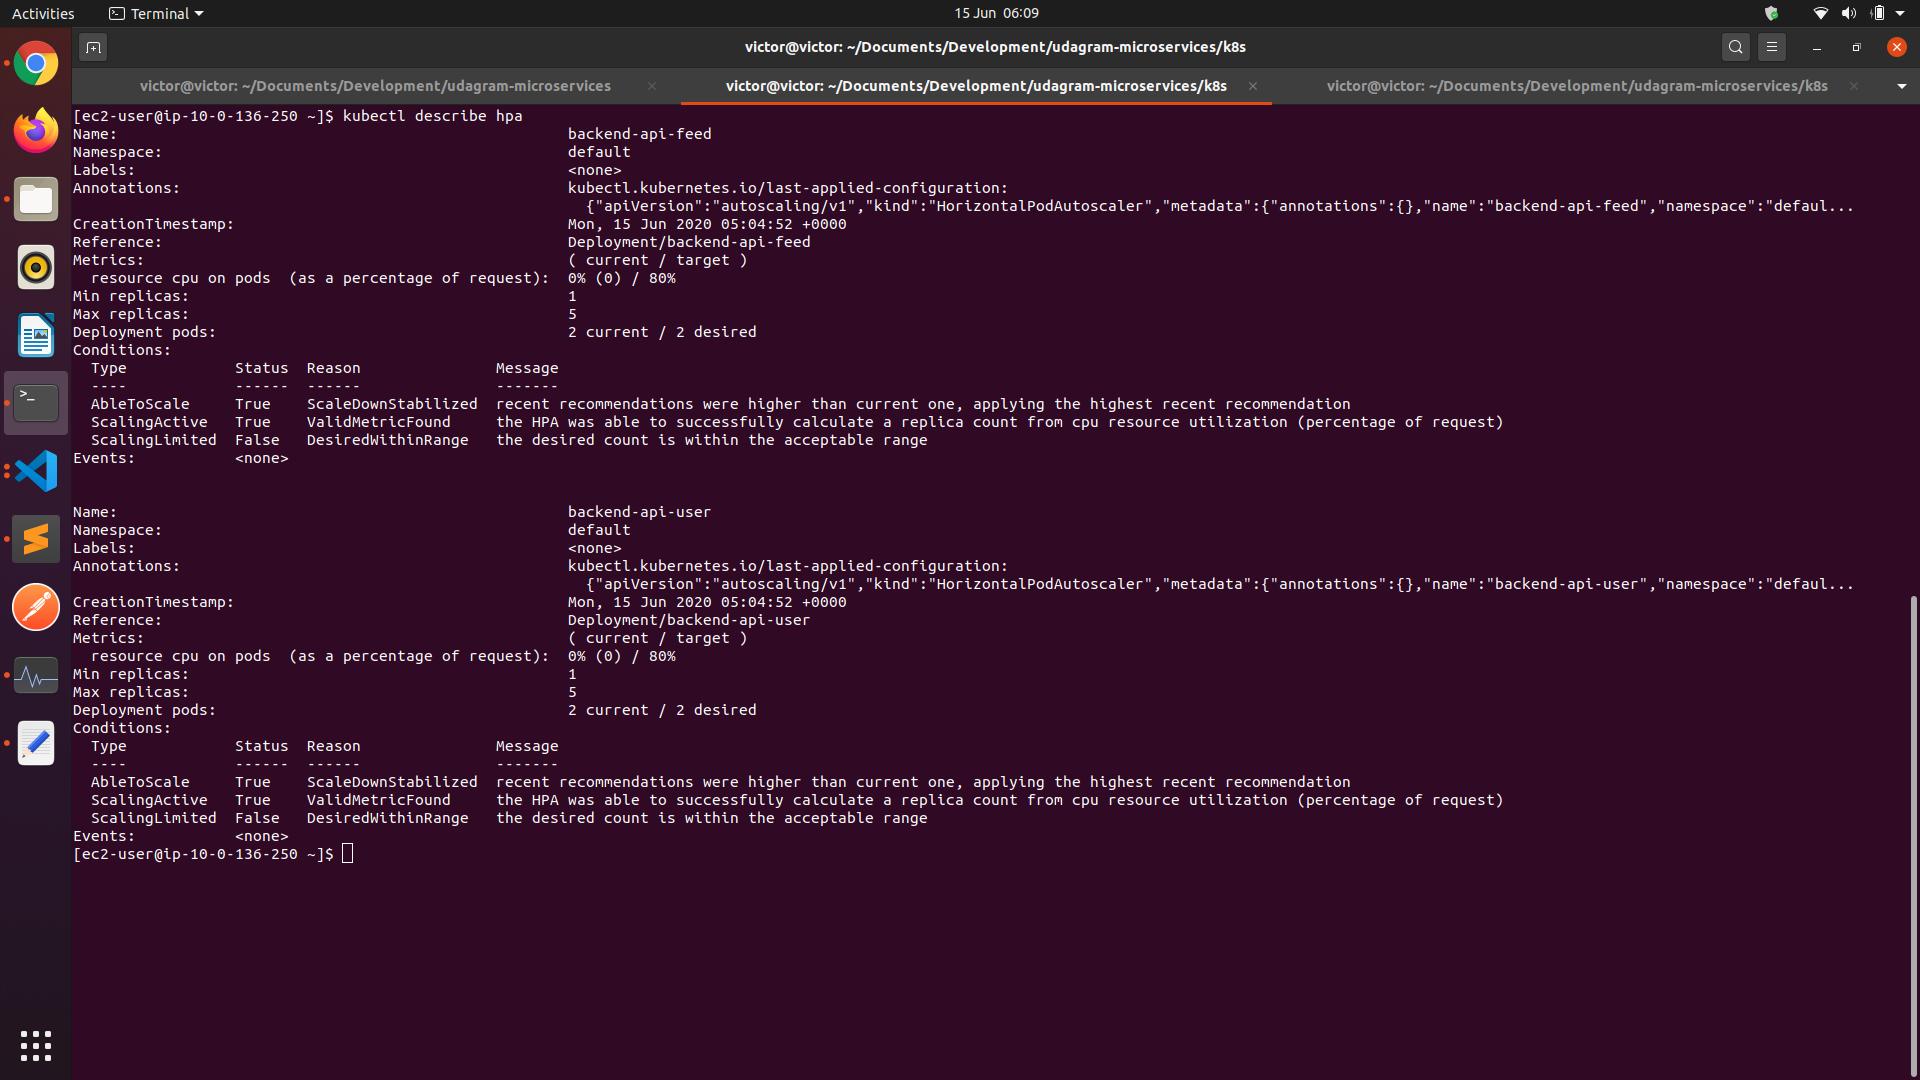 Activities Terminal 15 Jun 06:09
victor@victor: ~/Documents/Development/udagram-microservices/k8s
victor@victor: ~/Documents/Development/udagram-microservices victor@victor: ~/Documents/Development/udagram-microservices/k8s victor@victor: ~/Documents/Development/udagram-microservices/k8s
[ec2-user@ip-10-0-136-250 ~]$ kubectl describe hpa
Name: backend-api-feed
Namespace: default
Labels: <none>
Annotations: kubectl.kubernetes.io/last-applied-configuration:
{"apiVersion":"autoscaling/v1","kind":"HorizontalPodAutoscaler","metadata":{"annotations":{},"name":"backend-api-feed","namespace":"defaul...
CreationTimestamp: Mon, 15 Jun 2020 05:04:52 +0000
Reference: Deployment/backend-api-feed
Metrics: ( current / target )
resource cpu on pods  (as a percentage of request): 0% (0) / 80%
Min replicas: 1
Max replicas: 5
Deployment pods: 2 current / 2 desired
Conditions:
Type Status Reason Message
---- ------ ------ -------
AbleToScale True ScaleDownStabilized recent recommendations were higher than current one, applying the highest recent recommendation
ScalingActive True ValidMetricFound the HPA was able to successfully calculate a replica count from cpu resource utilization (percentage of request)
ScalingLimited False DesiredWithinRange the desired count is within the acceptable range
Events: <none>
Name: backend-api-user
Namespace: default
Labels: <none>
Annotations: kubectl.kubernetes.io/last-applied-configuration:
{"apiVersion":"autoscaling/v1","kind":"HorizontalPodAutoscaler","metadata":{"annotations":{},"name":"backend-api-user","namespace":"defaul...
CreationTimestamp: Mon, 15 Jun 2020 05:04:52 +0000
Reference: Deployment/backend-api-user
Metrics: ( current / target )
resource cpu on pods  (as a percentage of request): 0% (0) / 80%
Min replicas: 1
Max replicas: 5
Deployment pods: 2 current / 2 desired
Conditions:
Type Status Reason Message
---- ------ ------ -------
AbleToScale True ScaleDownStabilized recent recommendations were higher than current one, applying the highest recent recommendation
ScalingActive True ValidMetricFound the HPA was able to successfully calculate a replica count from cpu resource utilization (percentage of request)
ScalingLimited False DesiredWithinRange the desired count is within the acceptable range
Events: <none>
[ec2-user@ip-10-0-136-250 ~]$